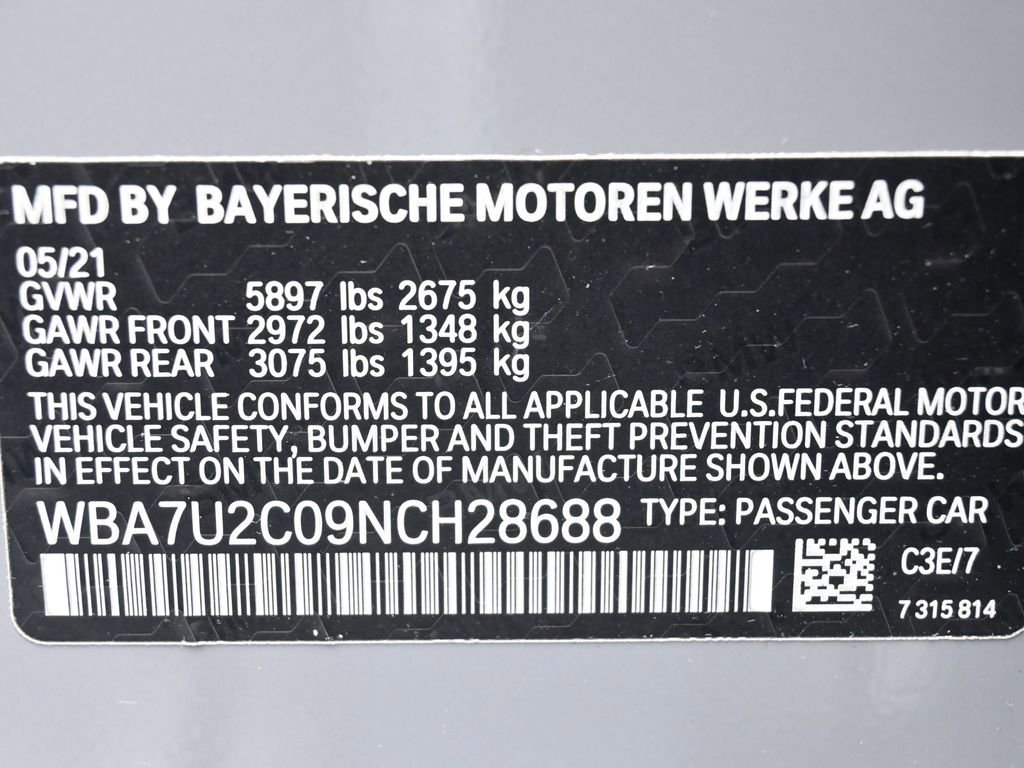 MFD BY BAYERISCHE MOTOREN WERKE AG
05/21
GVWR 5897 lbs 2675 kg
GAWR FRONT 2972 lbs 1348 kg
GAWR REAR 3075 lbs 1395 kg
THIS VEHICLE CONFORMS TO ALL APPLICABLE U.S.FEDERAL MOTOR
VEHICLE SAFETY, BUMPER AND THEFT PREVENTION STANDARDS
IN EFFECT ON THE DATE OF MANUFACTURE SHOWN ABOVE.
WBA7U2C09NCH28688 TYPE: PASSENGER CAR
C3E/7
7 315 814